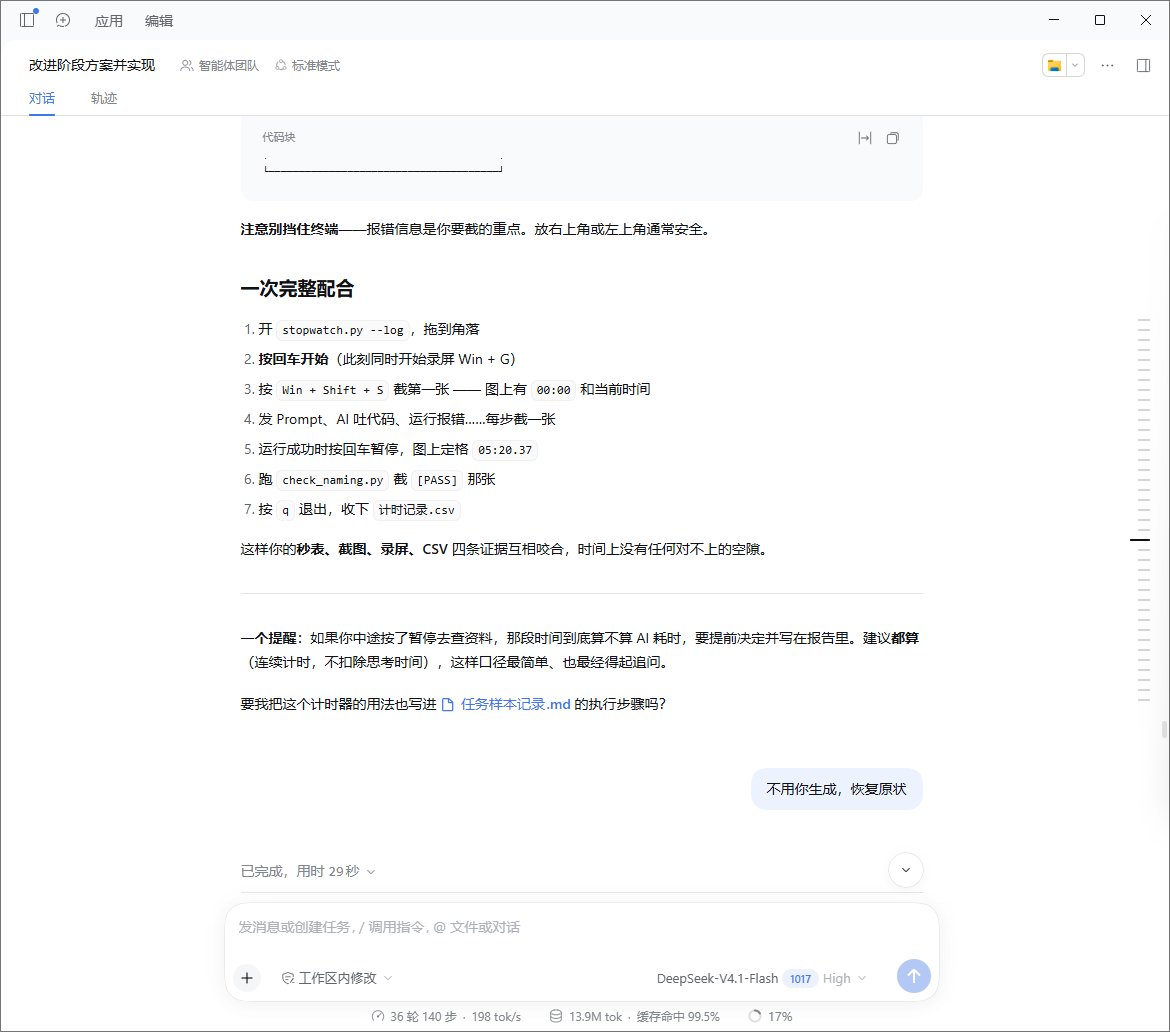 应用 编辑
改进阶段方案并实现 智能体团队 标准模式
对话 轨迹
代码块
注意别挡住终端——报错信息是你要截的重点。放右上角或左上角通常安全。
一次完整配合
1. 开 stopwatch.py --log ，拖到角落
2. 按回车开始（此刻同时开始录屏 Win + G）
3. 按 Win + Shift + S 截第一张 —— 图上有 00:00 和当前时间
4. 发 Prompt、AI 吐代码、运行报错……每步截一张
5. 运行成功时按回车暂停，图上定格 05:20.37
6. 跑 check_naming.py 截 [PASS] 那张
7. 按 q 退出，收下 计时记录.csv
这样你的秒表、截图、录屏、CSV 四条证据互相咬合，时间上没有任何对不上的空隙。
一个提醒：如果你中途按了暂停去查资料，那段时间到底算不算 AI 耗时，要提前决定并写在报告里。建议都算
（连续计时，不扣除思考时间），这样口径最简单、也最经得起追问。
要我把这个计时器的用法也写进 任务样本记录.md 的执行步骤吗？
不用你生成，恢复原状
已完成，用时 29秒
发消息或创建任务, / 调用指令, @ 文件或对话
工作区内修改 DeepSeek-V4.1-Flash 1017 High
36 轮 140 步 · 198 tok/s 13.9M tok · 缓存命中 99.5% 17%